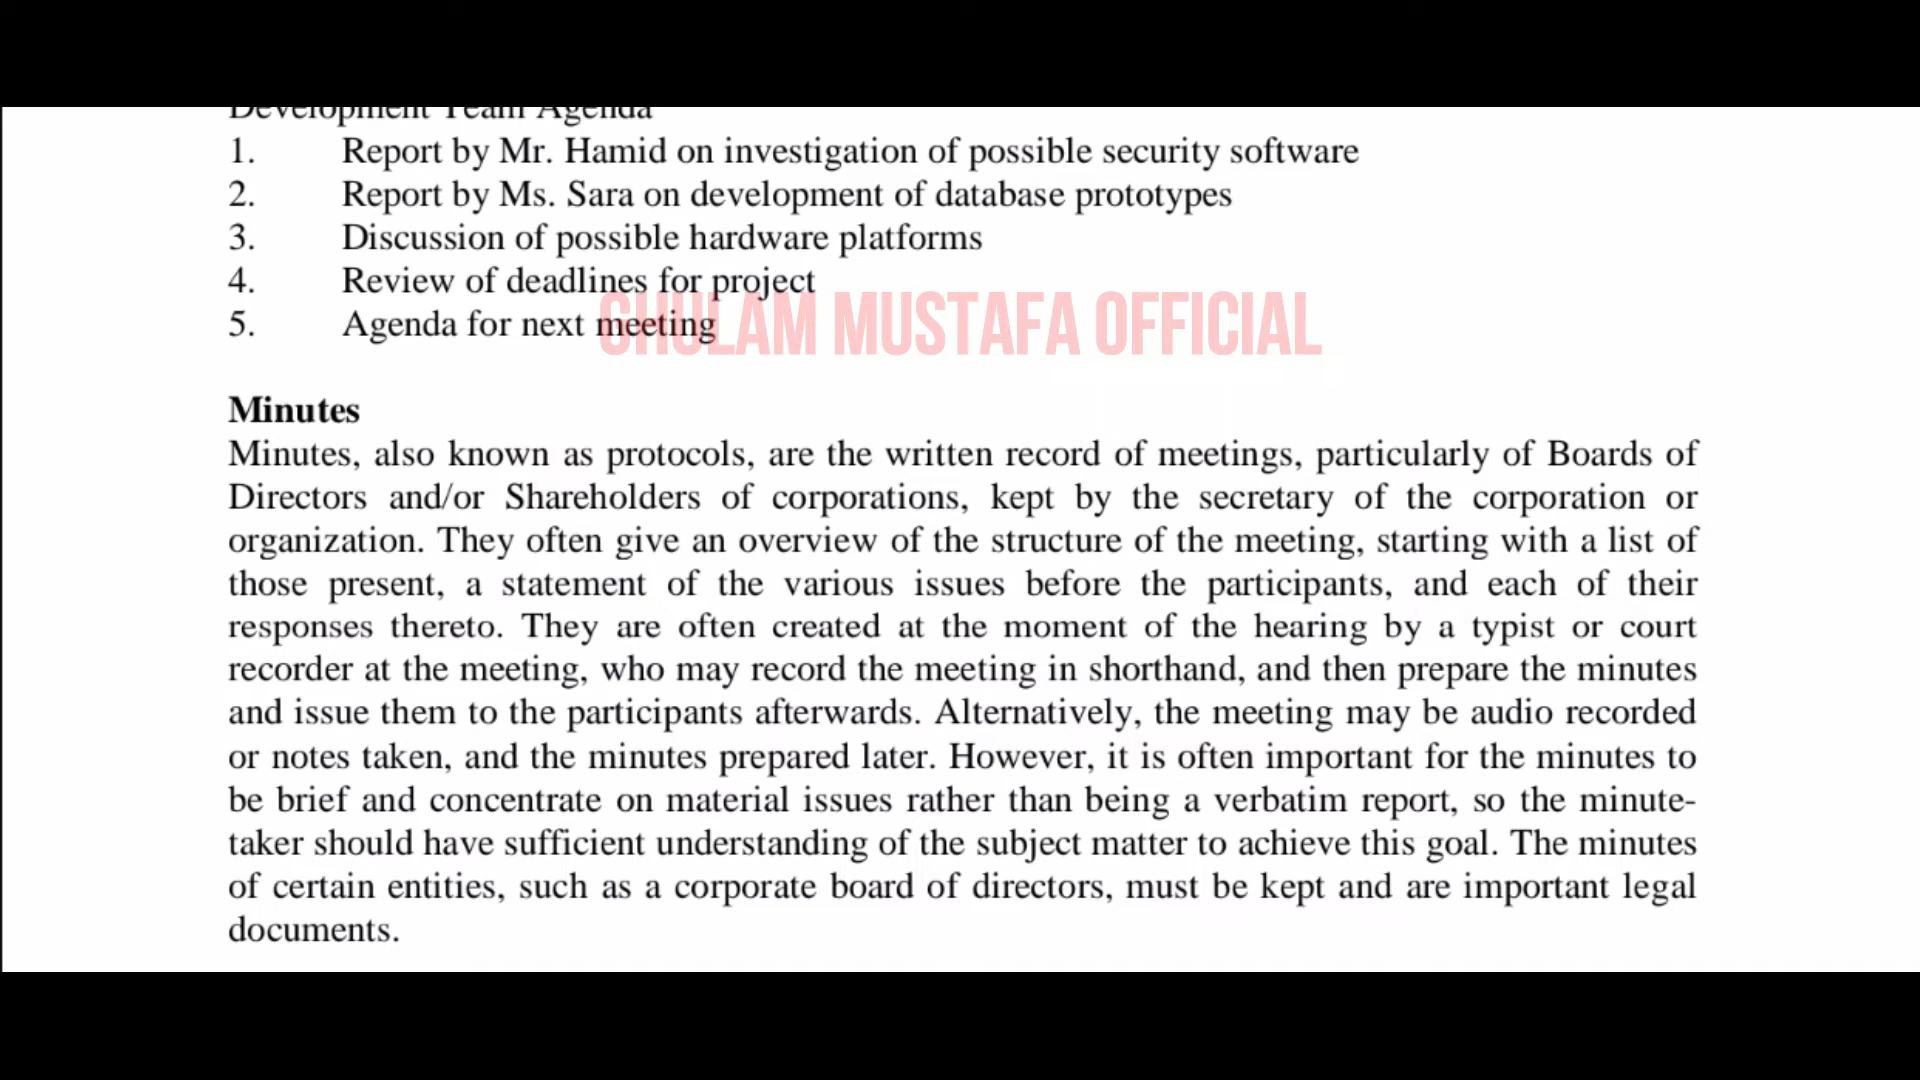 Development Team Agenda
1. Report by Mr. Hamid on investigation of possible security software
2. Report by Ms. Sara on development of database prototypes
3. Discussion of possible hardware platforms
4. Review of deadlines for project
5. Agenda for next meeting
GHULAM MUSTAFA OFFICIAL
Minutes
Minutes, also known as protocols, are the written record of meetings, particularly of Boards of
Directors and/or Shareholders of corporations, kept by the secretary of the corporation or
organization. They often give an overview of the structure of the meeting, starting with a list of
those present, a statement of the various issues before the participants, and each of their
responses thereto. They are often created at the moment of the hearing by a typist or court
recorder at the meeting, who may record the meeting in shorthand, and then prepare the minutes
and issue them to the participants afterwards. Alternatively, the meeting may be audio recorded
or notes taken, and the minutes prepared later. However, it is often important for the minutes to
be brief and concentrate on material issues rather than being a verbatim report, so the minute-
taker should have sufficient understanding of the subject matter to achieve this goal. The minutes
of certain entities, such as a corporate board of directors, must be kept and are important legal
documents.